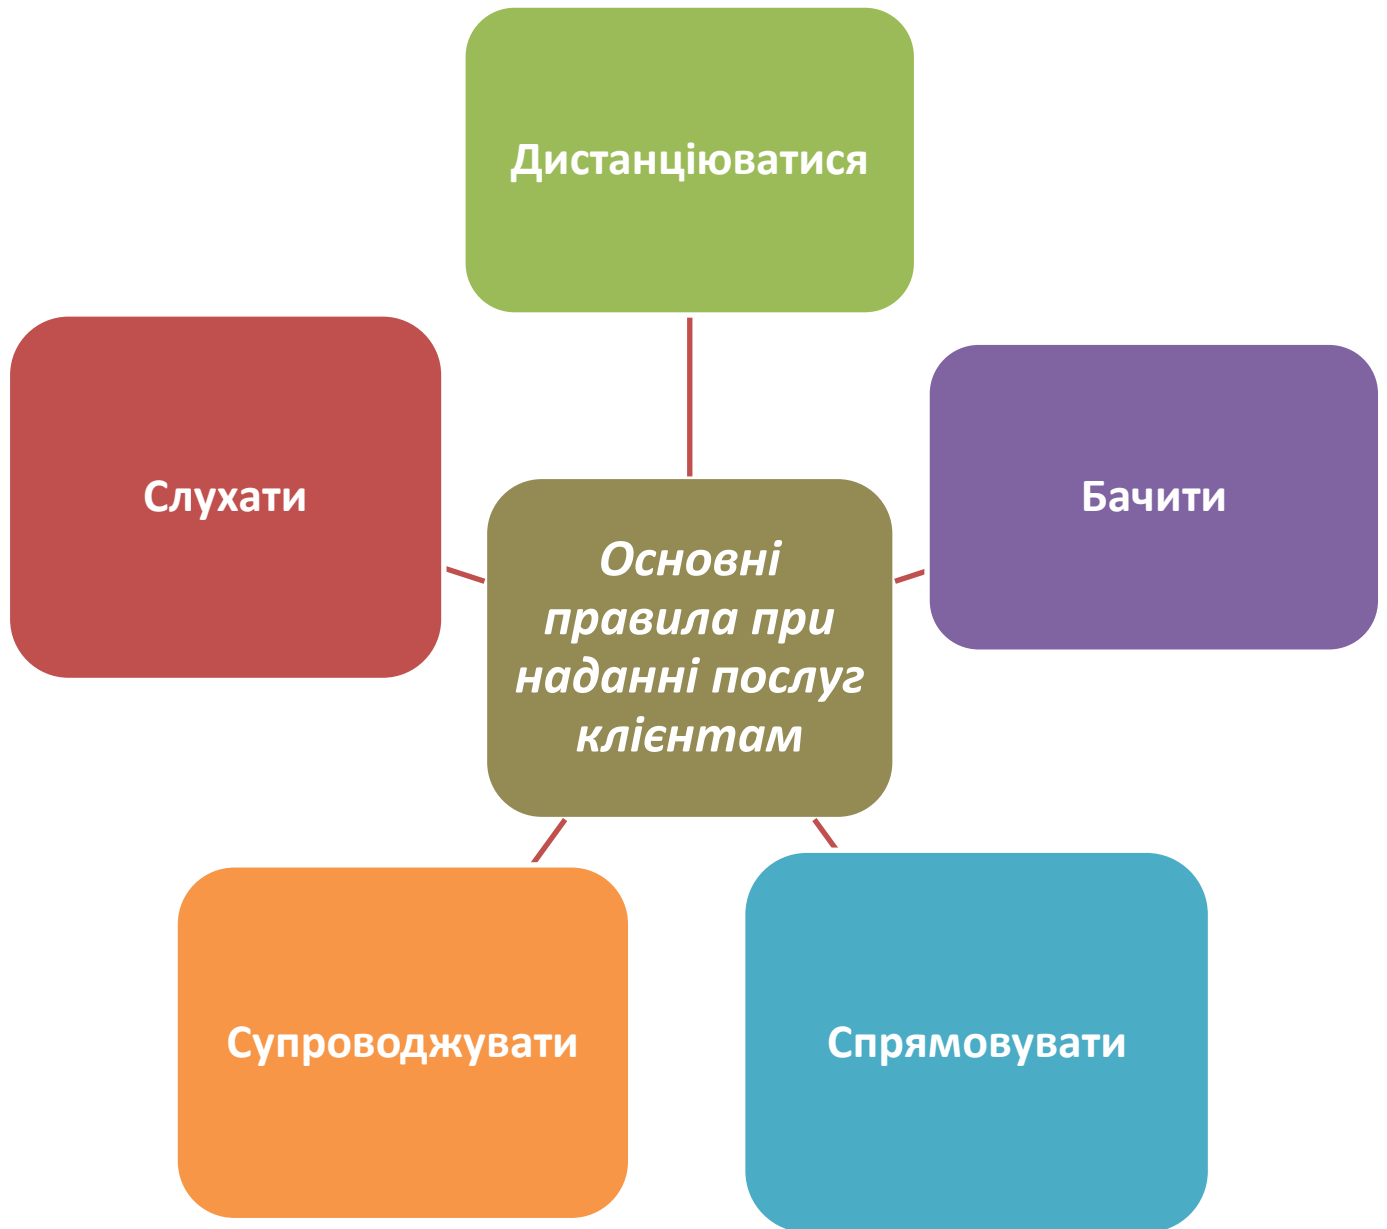 Дистанціюватися
Слухати
Бачити
Основні
правила при
наданні послуг
клієнтам
Супроводжувати
Спрямовувати